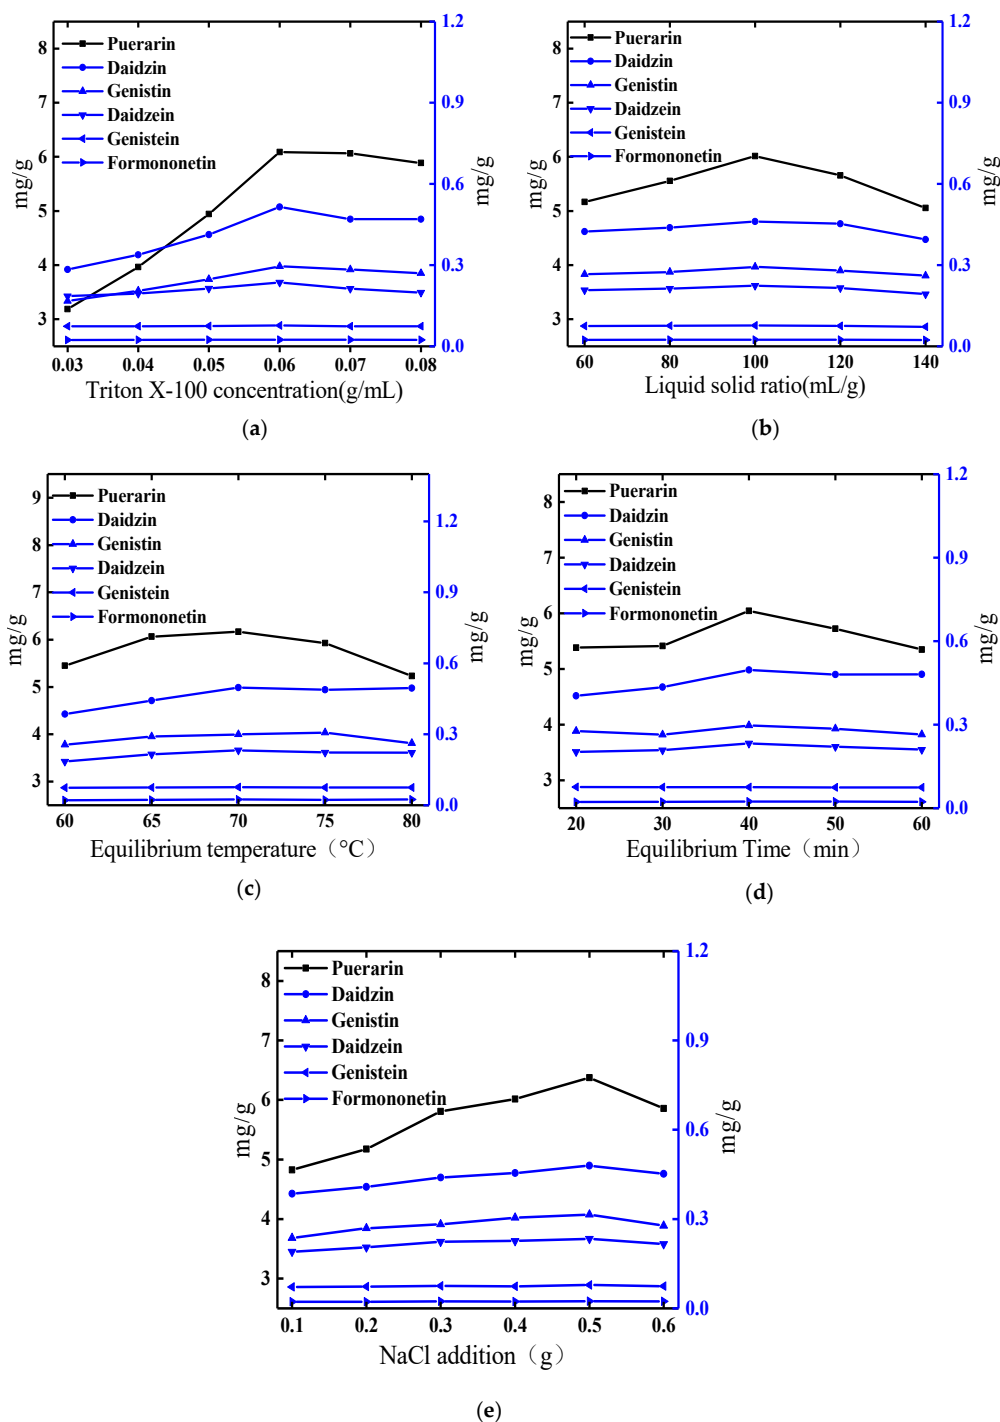 8
7
6
5
4
3
mg/g
Puerarin
Daidzin
Genistin
Daidzein
Genistein
Formononetin
1.2
0.9
0.6
0.3
0.0
mg/g
0.03 0.04 0.05 0.06 0.07 0.08
Triton X-100 concentration(g/mL)
(a)
8
7
6
5
4
3
mg/g
Puerarin
Daidzin
Genistin
Daidzein
Genistein
Formononetin
1.2
0.9
0.6
0.3
0.0
mg/g
60 80 100 120 140
Liquid solid ratio(mL/g)
(b)
9
8
7
6
5
4
3
mg/g
Puerarin
Daidzin
Genistin
Daidzein
Genistein
Formononetin
1.2
0.9
0.6
0.3
0.0
mg/g
60 65 70 75 80
Equilibrium temperature（°C）
(c)
8
7
6
5
4
3
mg/g
Puerarin
Daidzin
Genistin
Daidzein
Genistein
Formononetin
1.2
0.9
0.6
0.3
0.0
mg/g
20 30 40 50 60
Equilibrium Time（min）
(d)
8
7
6
5
4
3
mg/g
Puerarin
Daidzin
Genistin
Daidzein
Genistein
Formononetin
1.2
0.9
0.6
0.3
0.0
mg/g
0.1 0.2 0.3 0.4 0.5 0.6
NaCl addition（g）
(e)